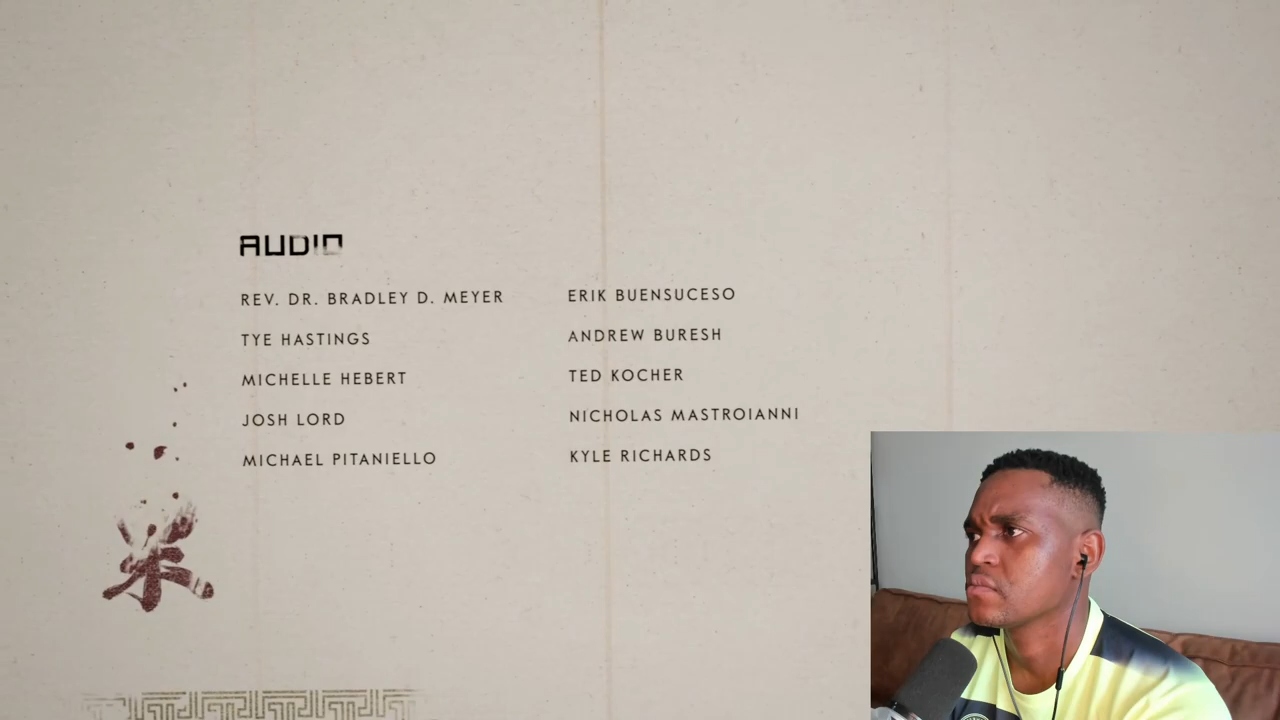 AUDIO
REV. DR. BRADLEY D. MEYER
TYE HASTINGS
MICHELLE HEBERT
JOSH LORD
MICHAEL PITANIELLO
ERIK BUENSUCESO
ANDREW BURESH
TED KOCHER
NICHOLAS MASTROIANNI
KYLE RICHARDS